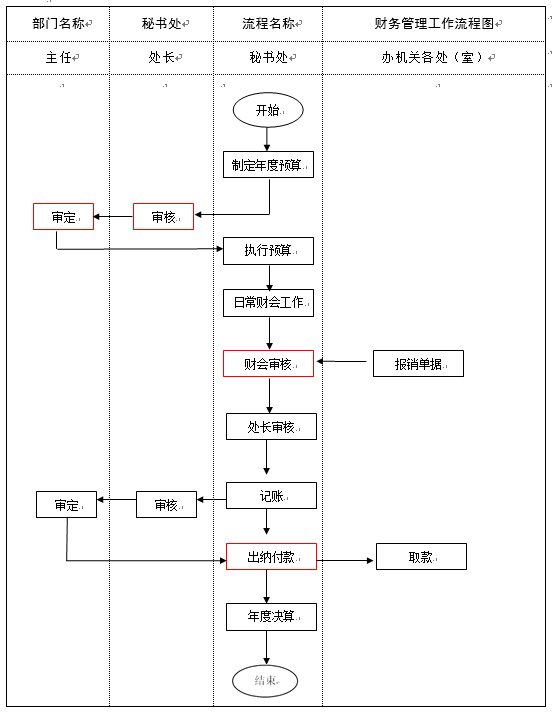 部门名称 秘书处 流程名称 财务管理工作流程图
主任 处长 秘书处 办机关各处（室）
开始
制定年度预算
审定 审核
执行预算
日常财会工作
财会审核 报销单据
处长审核
审定 审核 记账
出纳付款 取款
年度决算
结束